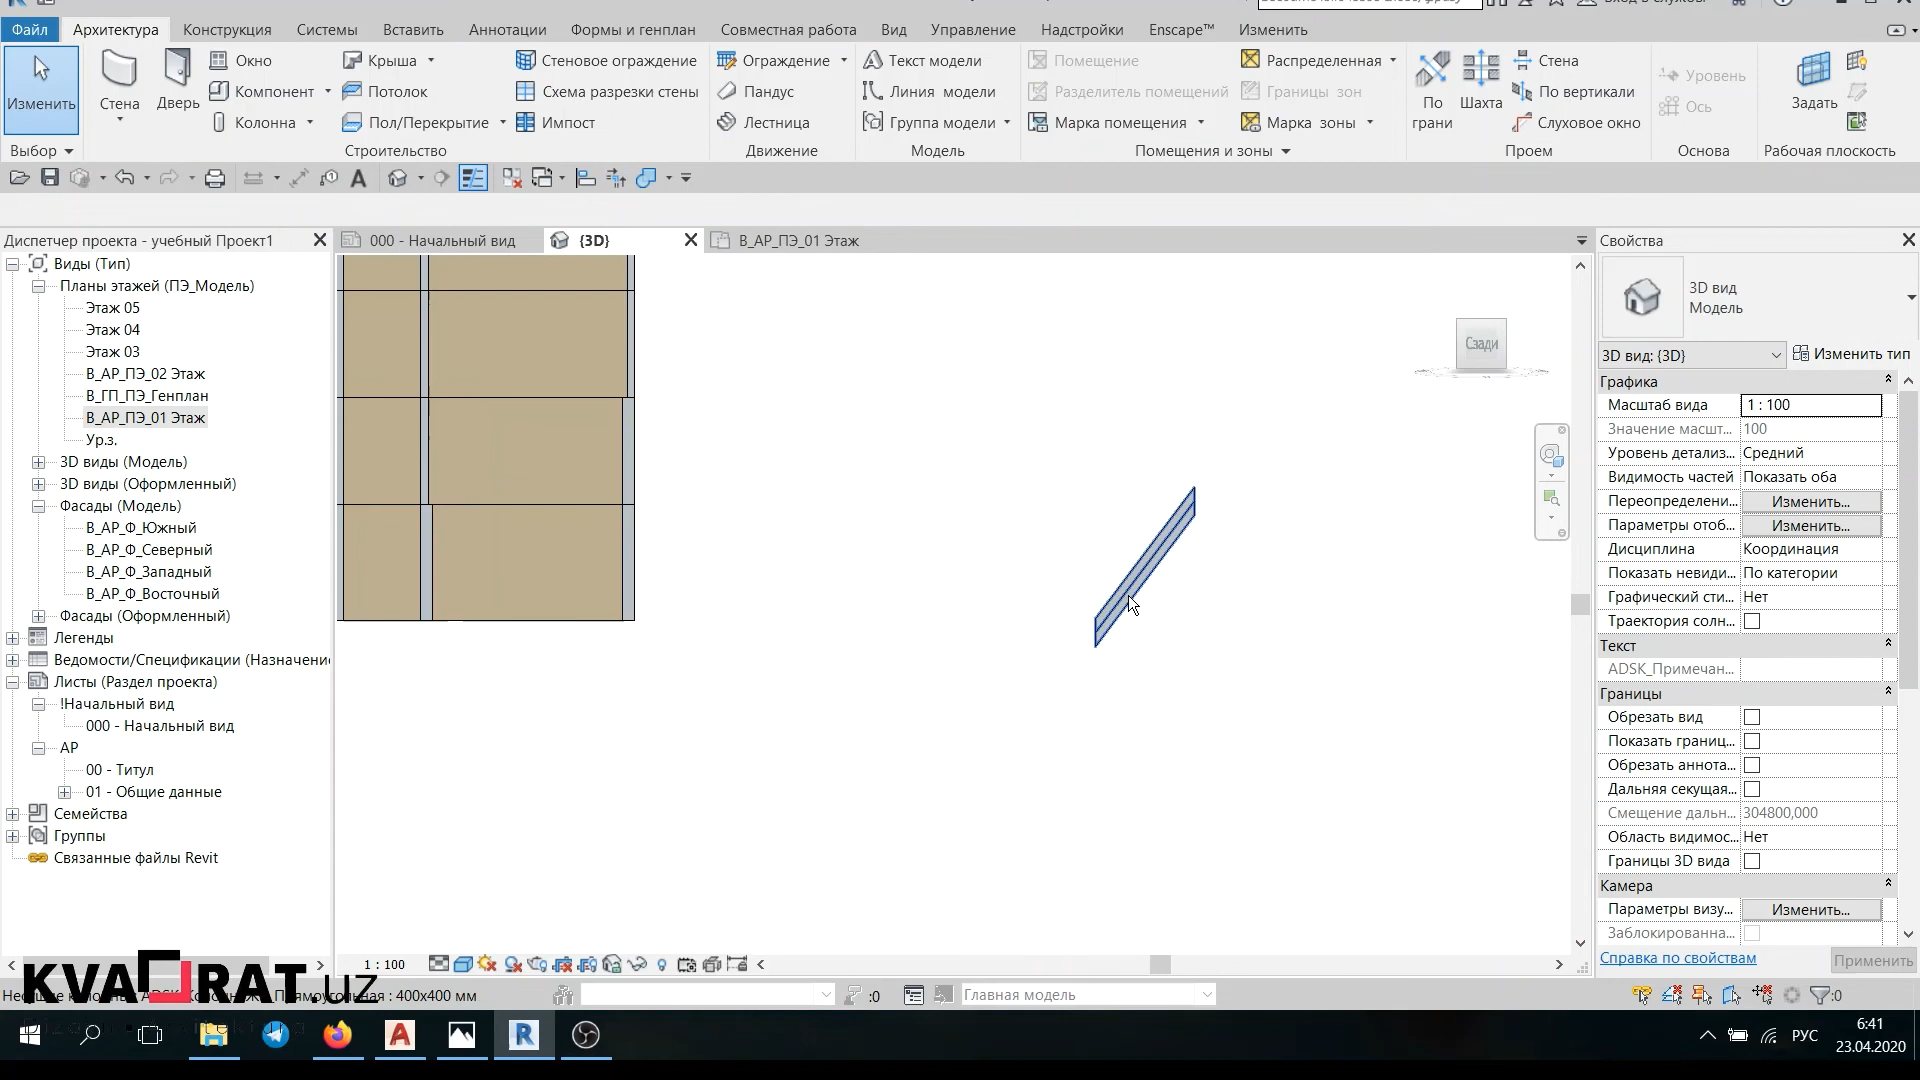 Файл
Архитектура
Конструкция
Системы
Вставить
Аннотации
Формы и генплан
Совместная работа
Вид
Управление
Надстройки
Enscape™
Изменить
Изменить
Выбор
Стена
Дверь
Окно
Компонент
Колонна
Крыша
Потолок
Пол/Перекрытие
Стеновое ограждение
Схема разрезки стены
Импост
Строительство
Ограждение
Пандус
Лестница
Движение
Текст модели
Линия модели
Группа модели
Модель
Помещение
Разделитель помещений
Марка помещения
Распределенная
Границы зон
Марка зоны
Помещения и зоны
По грани
Шахта
Стена
По вертикали
Слуховое окно
Проем
Уровень
Ось
Основа
Задать
Рабочая плоскость
Диспетчер проекта - учебный Проект1
Виды (Тип)
Планы этажей (ПЭ_Модель)
Этаж 05
Этаж 04
Этаж 03
В_АР_ПЭ_02 Этаж
В_ГП_ПЭ_Генплан
В_АР_ПЭ_01 Этаж
Ур.з.
3D виды (Модель)
3D виды (Оформленный)
Фасады (Модель)
В_АР_Ф_Южный
В_АР_Ф_Северный
В_АР_Ф_Западный
В_АР_Ф_Восточный
Фасады (Оформленный)
Легенды
Ведомости/Спецификации (Назначени
Листы (Раздел проекта)
!Начальный вид
000 - Начальный вид
АР
00 - Титул
01 - Общие данные
Семейства
Группы
Связанные файлы Revit
000 - Начальный вид
{3D}
В_АР_ПЭ_01 Этаж
Сзади
Свойства
3D вид
Модель
3D вид: {3D}
Изменить тип
Графика
Масштаб вида 1 : 100
Значение масшт... 100
Уровень детализ... Средний
Видимость частей Показать оба
Переопределени... Изменить...
Параметры отоб... Изменить...
Дисциплина Координация
Показать невиди... По категории
Графический сти... Нет
Траектория солн...
Текст
ADSK_Примечан...
Границы
Обрезать вид
Показать границ...
Обрезать аннота...
Дальняя секущая...
Смещение дальн... 304800,000
Область видимос... Нет
Границы 3D вида
Камера
Параметры визу... Изменить...
Заблокированна...
Справка по свойствам
Применить
1 : 100
KVADRAT.UZ
Прямоугольная : 400x400 мм
:0
Главная модель
:0
РУС
6:41
23.04.2020